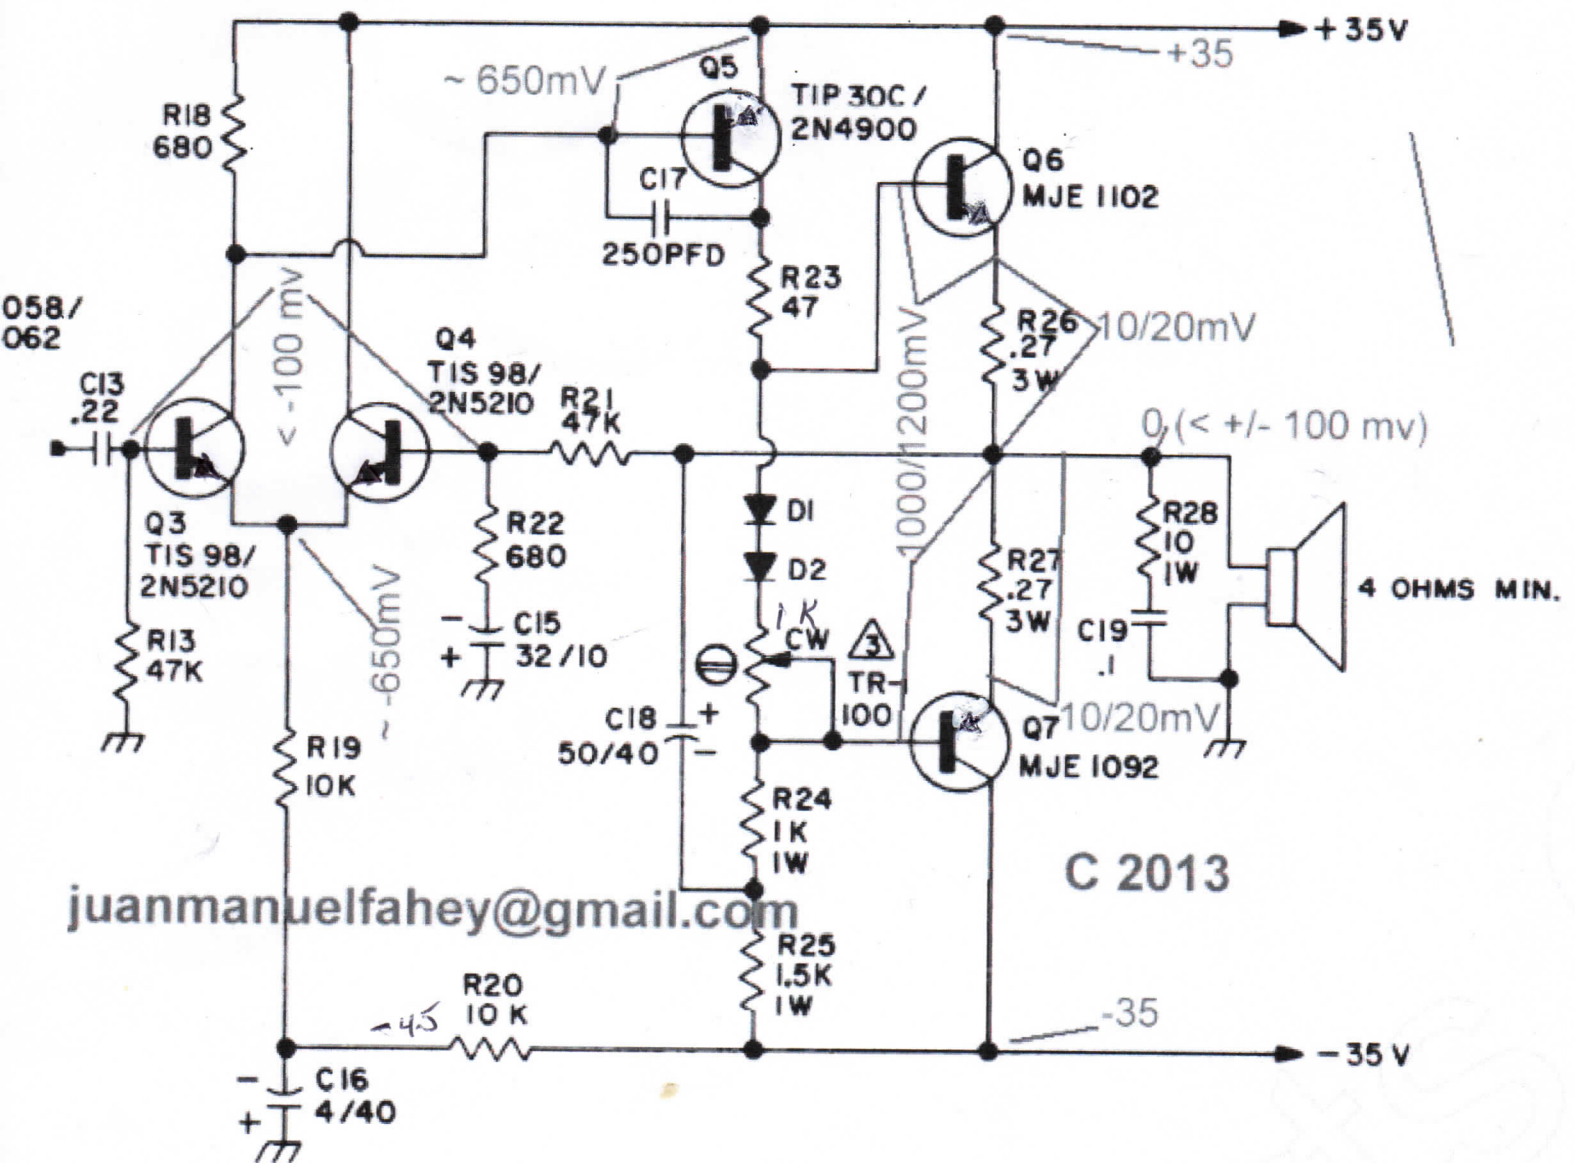 +35V
+35
~ 650mV
Q5
TIP 30C /
2N4900
R18
680
Q6
MJE 1102
C17
250PFD
R23
47
058/
062
< -100 mv
Q4
TIS 98/
2N5210
R26
.27
3W
10/20mV
C13
.22
R21
47K
1000/1200mV
0 (< +/- 100 mv)
Q3
TIS 98/
2N5210
R22
680
D1
D2
R28
10
1W
R27
.27
3W
4 OHMS MIN.
1K
CW
3
TR-
100
C19
.1
-
+
C15
32/10
R13
47K
~ -650mV
C18
50/40
+
-
10/20mV
Q7
MJE 1092
R19
10K
R24
1K
1W
C 2013
juanmanuelfahey@gmail.com
R25
1.5K
1W
R20
10 K
-45
-35
-35V
-
+
C16
4/40